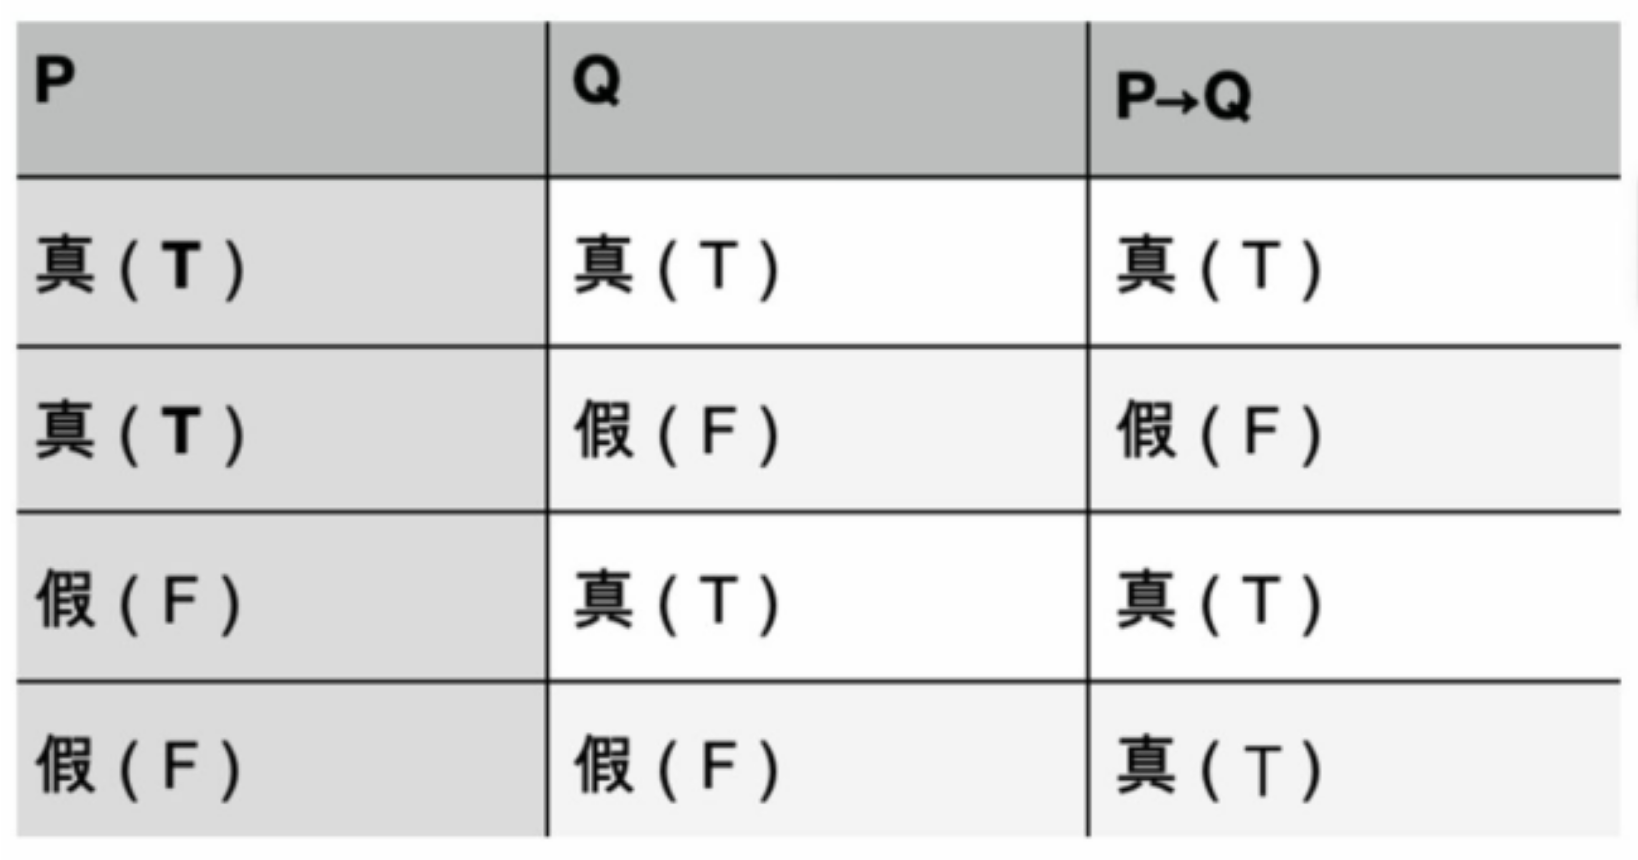 P Q P→Q
真 ( T ) 真 ( T ) 真 ( T )
真 ( T ) 假 ( F ) 假 ( F )
假 ( F ) 真 ( T ) 真 ( T )
假 ( F ) 假 ( F ) 真 ( T )